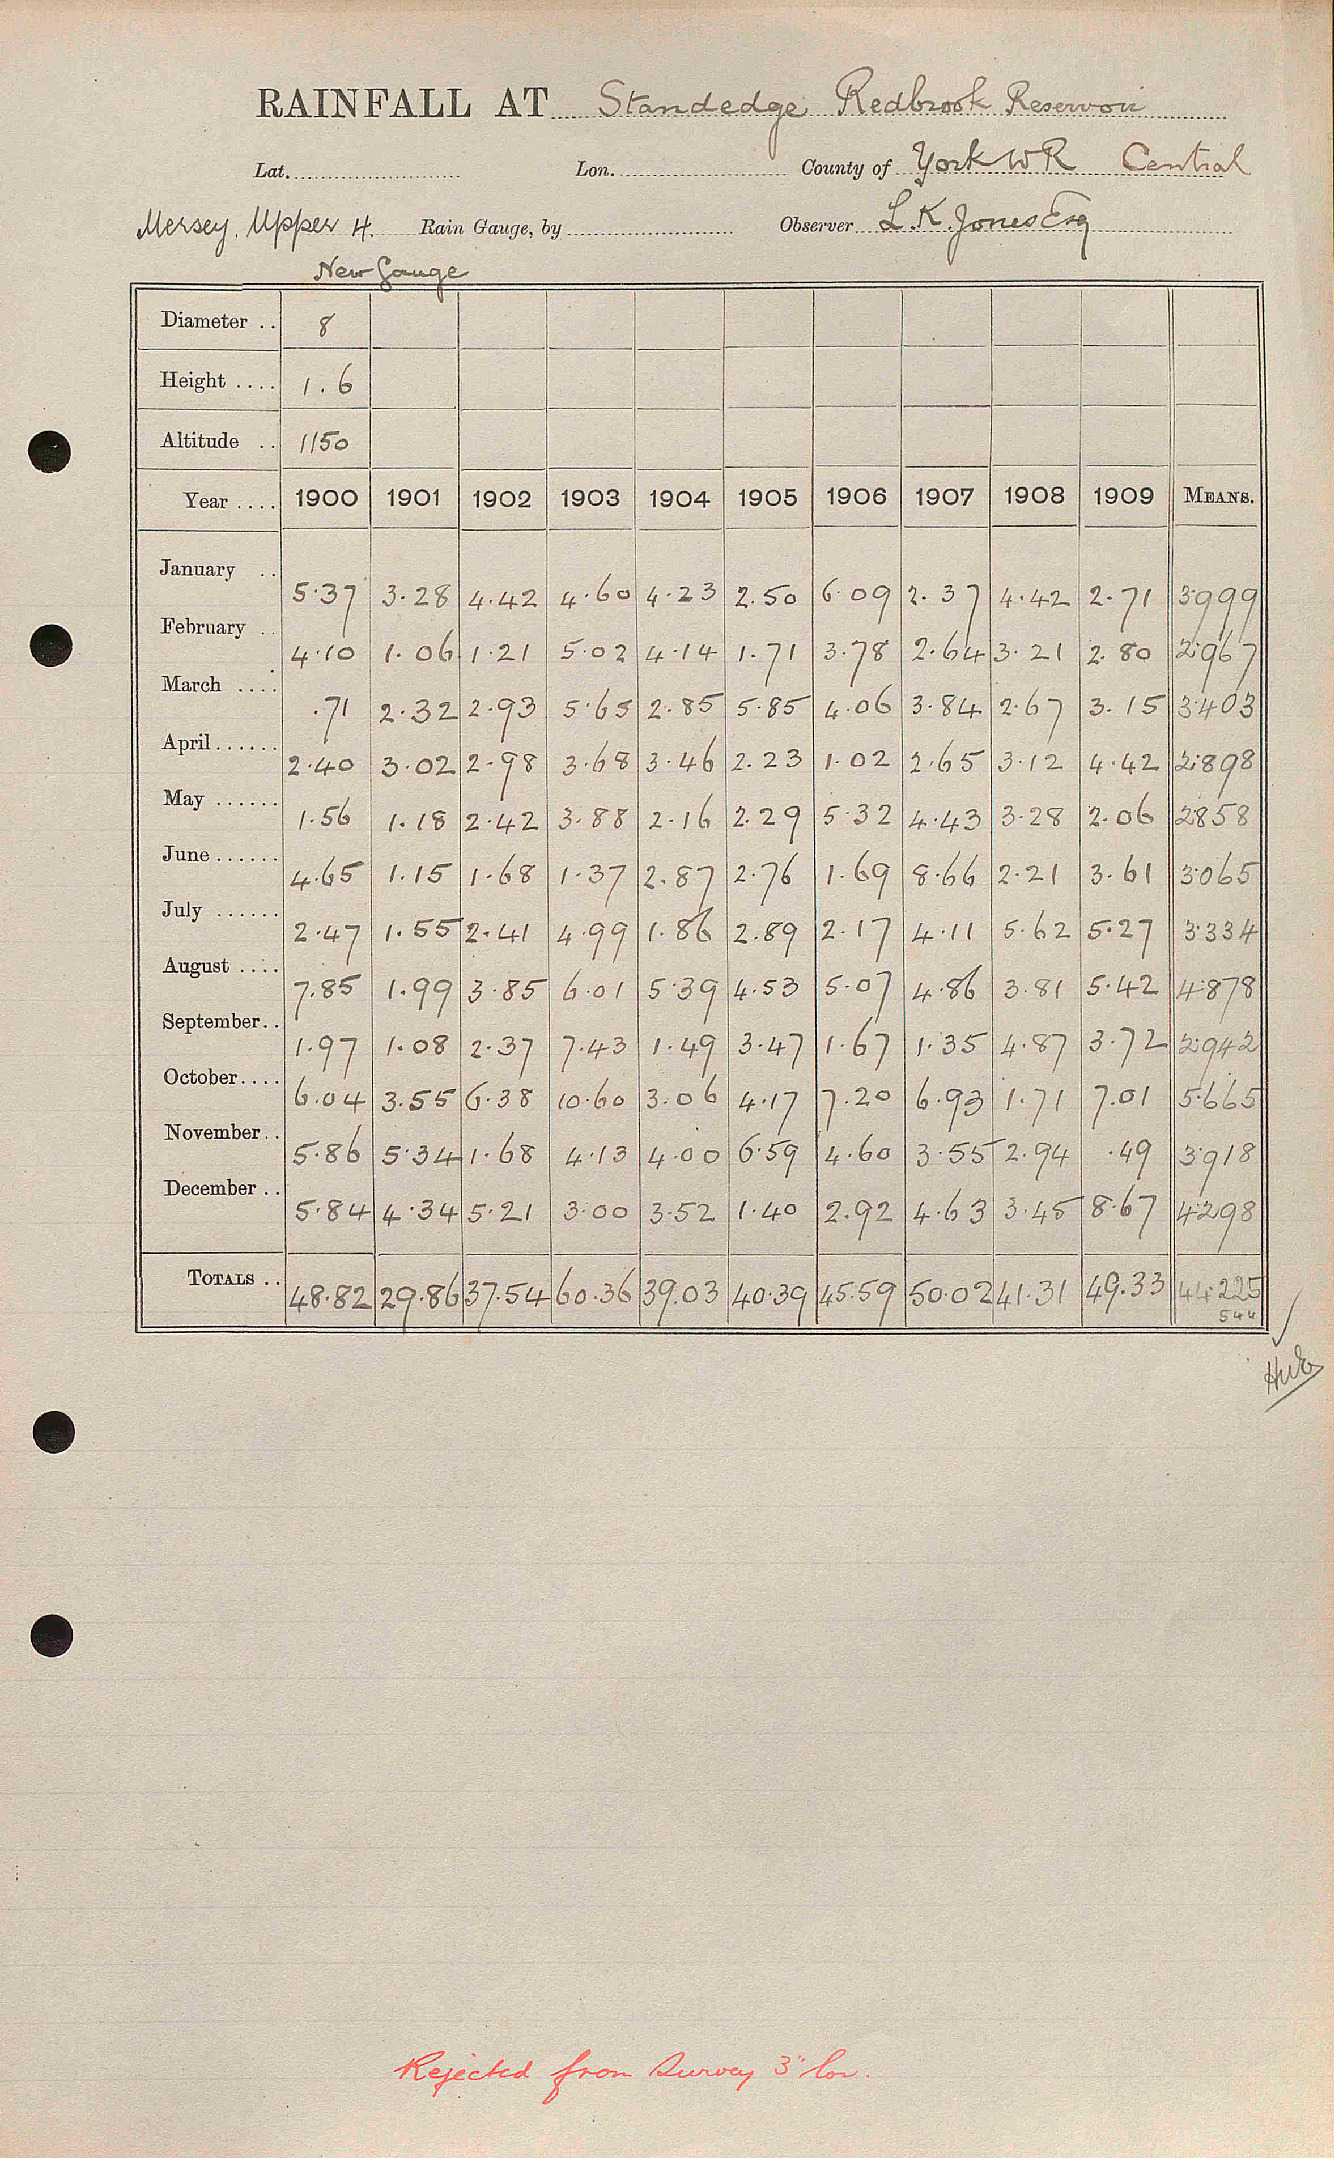 RAINFALL AT Standedge Redbrook Reservoir
Lat. Lon. County of York W R Central
Mersey. Upper H. Rain Gauge, by Observer L. K. Jones Esq
New Gauge
Diameter .. 8
Height .... 1.6
Altitude .. 1150
Year .... 1900 1901 1902 1903 1904 1905 1906 1907 1908 1909 MEANS.
January .. 5.37 3.28 4.42 4.60 4.23 2.50 6.09 2.37 4.42 2.71 3.999
February .. 4.10 1.06 1.21 5.02 4.14 1.71 3.78 2.64 3.21 2.80 2.967
March .... .71 2.32 2.93 5.65 2.85 5.85 4.06 3.84 2.67 3.15 3.403
April ...... 2.40 3.02 2.98 3.68 3.46 2.23 1.02 2.65 3.12 4.42 2.898
May ...... 1.56 1.18 2.42 3.88 2.16 2.29 5.32 4.43 3.28 2.06 2.858
June ...... 4.65 1.15 1.68 1.37 2.87 2.76 1.69 8.66 2.21 3.61 3.065
July ...... 2.47 1.55 2.41 4.99 1.86 2.89 2.17 4.11 5.62 5.27 3.334
August .... 7.85 1.99 3.85 6.01 5.39 4.53 5.07 4.86 3.81 5.42 4.878
September .. 1.97 1.08 2.37 7.43 1.49 3.47 1.67 1.35 4.87 3.72 2.942
October .... 6.04 3.55 6.38 10.60 3.06 4.17 7.20 6.93 1.71 7.01 5.665
November .. 5.86 5.34 1.68 4.13 4.00 6.59 4.60 3.55 2.94 .49 3.918
December .. 5.84 4.34 5.21 3.00 3.52 1.40 2.92 4.63 3.45 8.67 4.298
TOTALS .. 48.82 29.86 37.54 60.36 39.03 40.39 45.59 50.02 41.31 49.33 44.225
544
Rejected from Survey 3" low.